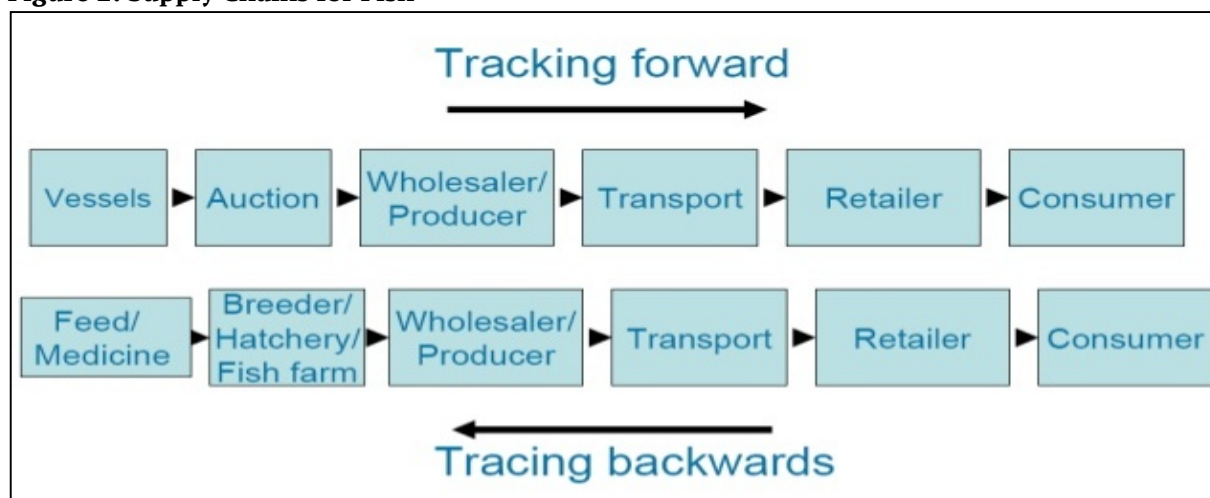 Figure Supply Chains for Fish
Tracking forward
Vessels
Auction
Wholesaler/
Producer
Transport
Retailer
Consumer
Feed/
Medicine
Breeder/
Hatchery/
Fish farm
Wholesaler/
Producer
Transport
Retailer
Consumer
Tracing backwards